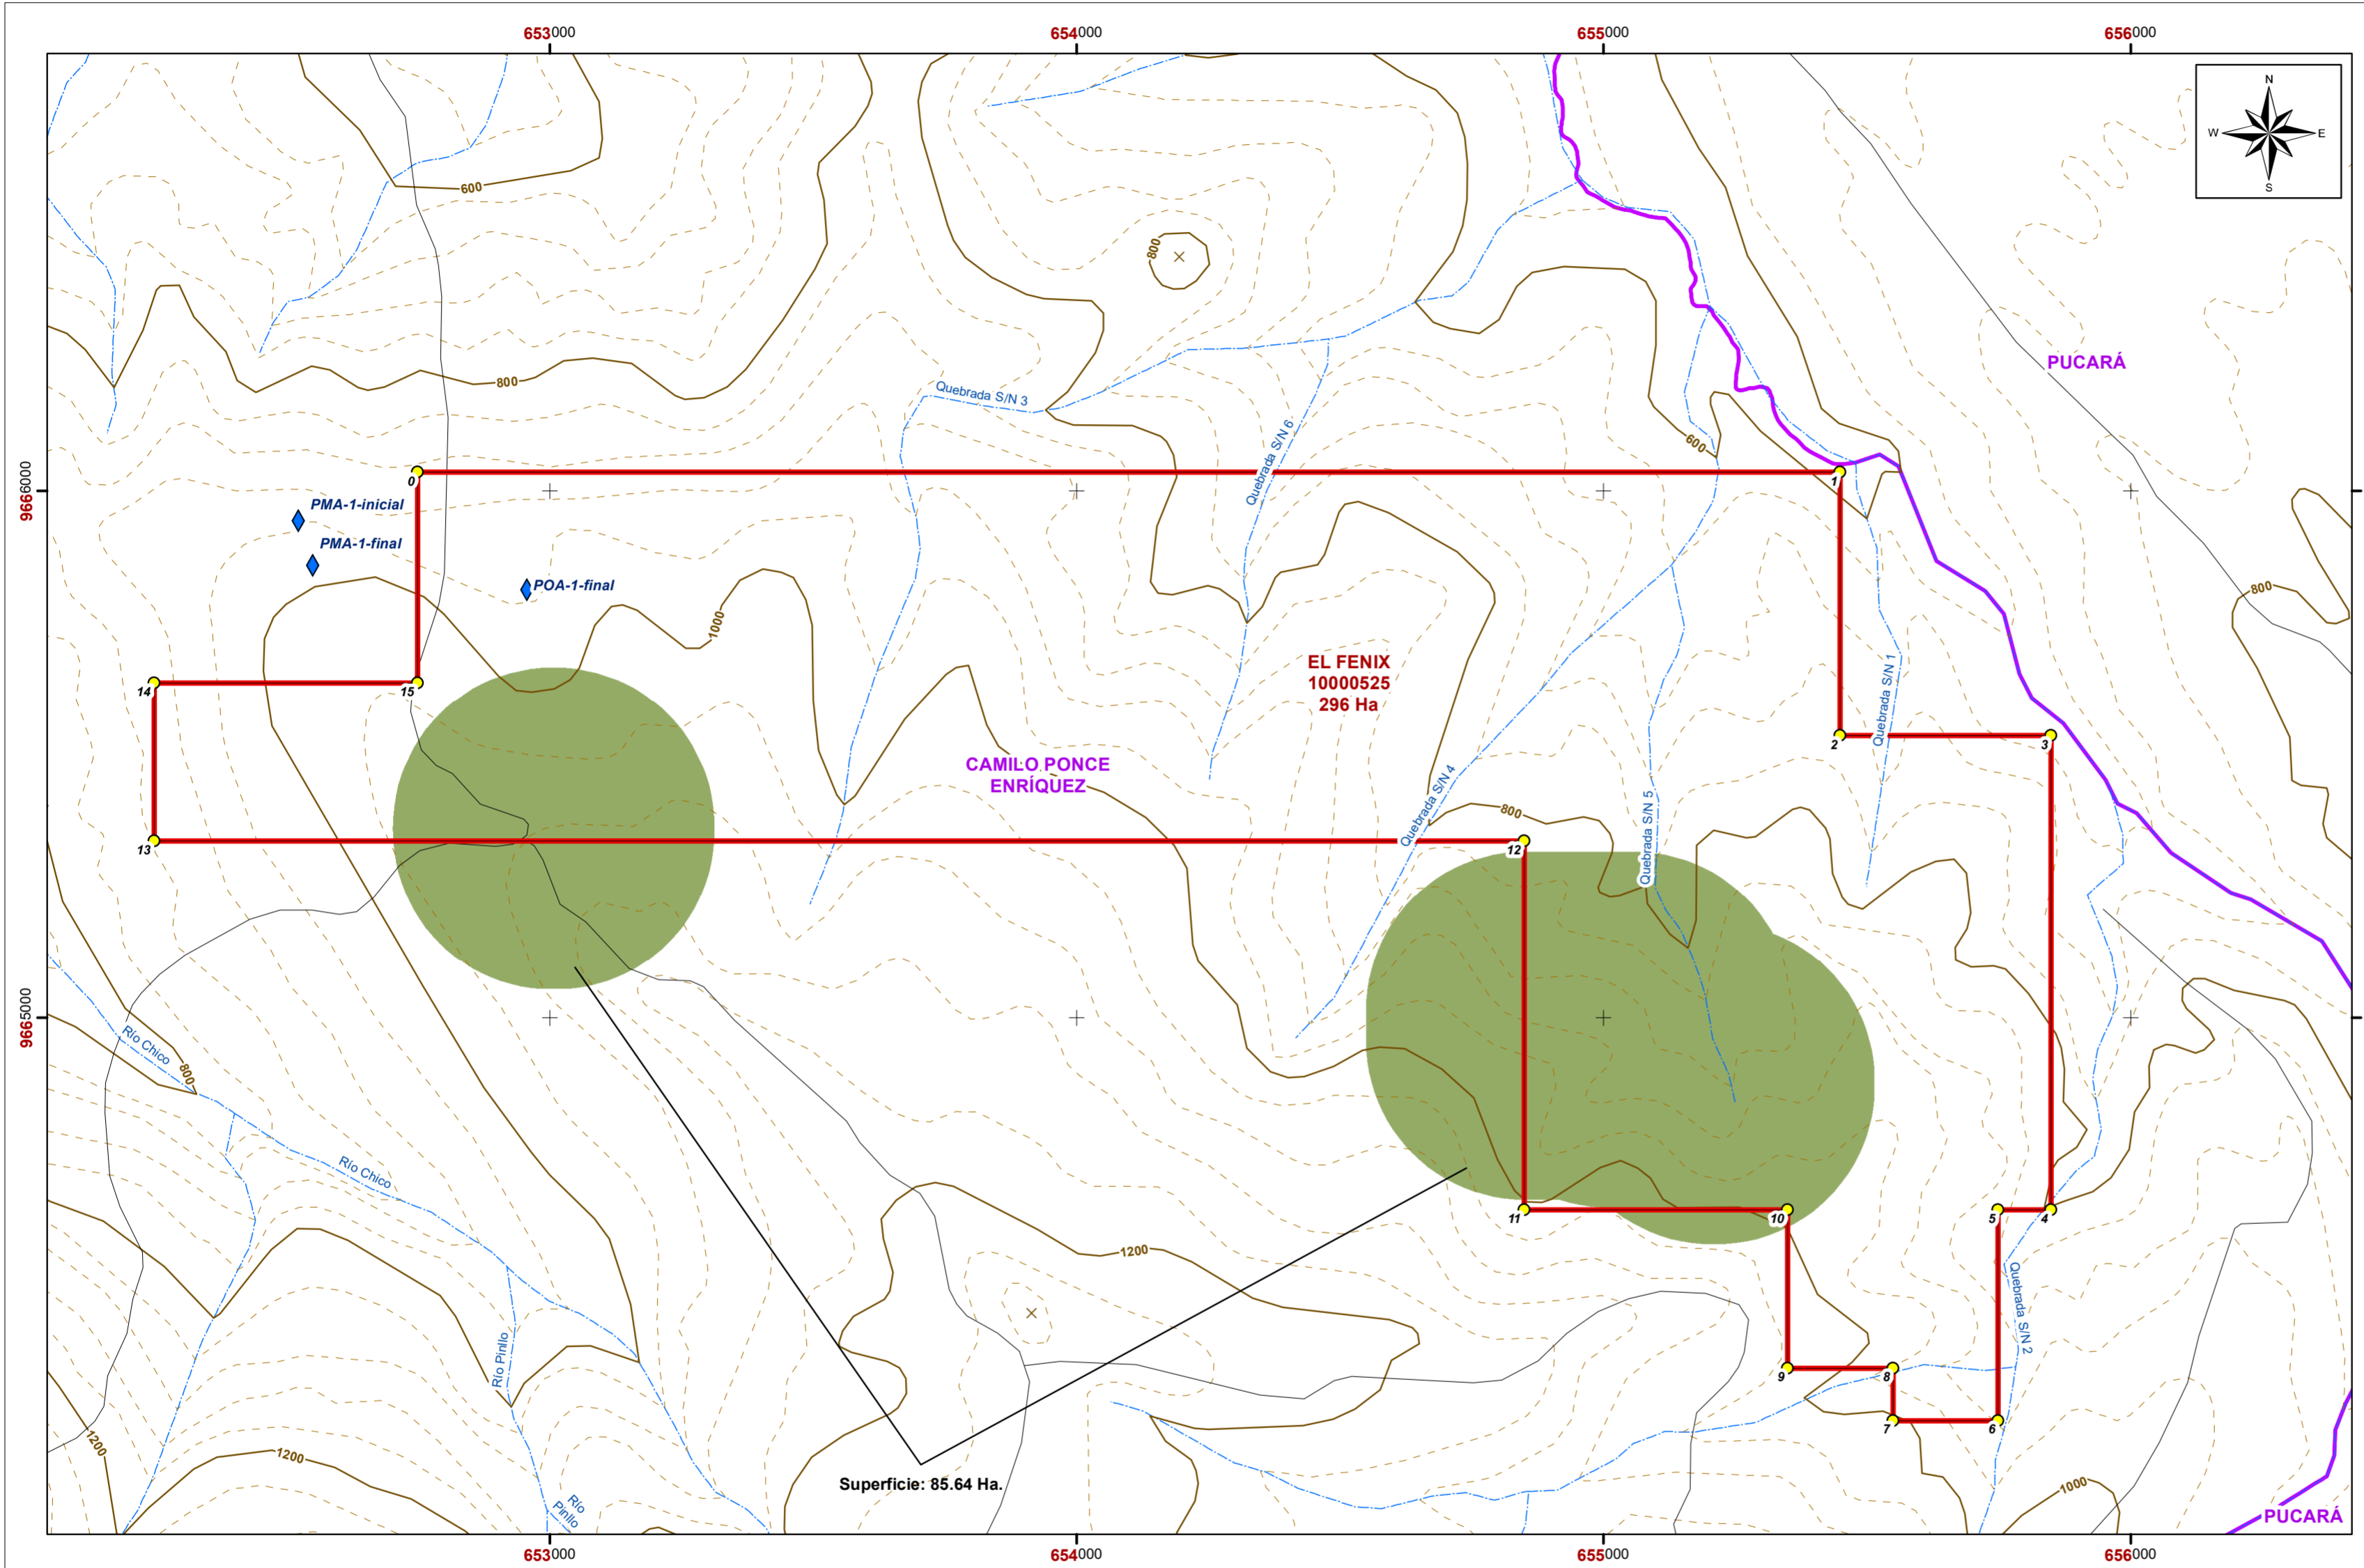 653000
654000
655000
656000
N
W
E
S
600
800
PUCARÁ
800
Quebrada S/N 3
Quebrada S/N 6
600
9666000
0
1
PMA-1-inicial
PMA-1-final
POA-1-final
800
1000
EL FENIX
10000525
296 Ha
14
15
Quebrada S/N 1
2
3
CAMILO PONCE
ENRÍQUEZ
Quebrada S/N 4
Quebrada S/N 5
800
13
12
9665000
Río Chico
800
Río Chico
11
10
5
4
1200
Quebrada S/N 2
Río Pinllo
9
8
7
6
1200
1200
Superficie: 85.64 Ha.
Río
Pinllo
1000
PUCARÁ
653000
654000
655000
656000